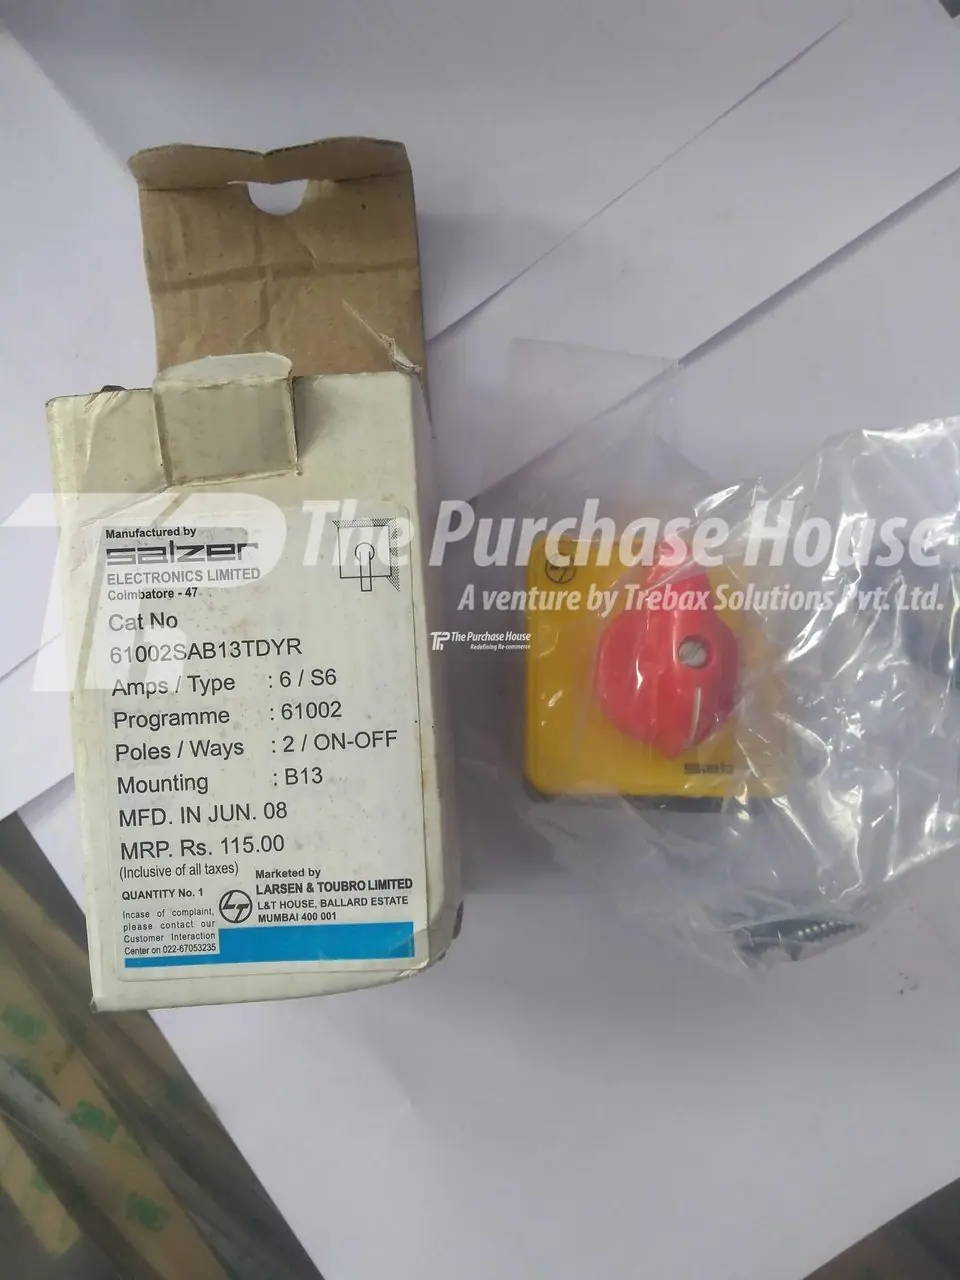 Manufactured by
salzer
ELECTRONICS LIMITED
Coimbatore - 47
Cat No
61002SAB13TDYR
Amps / Type : 6 / S6
Programme : 61002
Poles / Ways : 2 / ON-OFF
Mounting : B13
MFD. IN JUN. 08
MRP. Rs. 115.00
(Inclusive of all taxes)
QUANTITY No. 1
Incase of complaint,
please contact our
Customer Interaction
Center on 022-67053235
Marketed by
LARSEN & TOUBRO LIMITED
L&T HOUSE, BALLARD ESTATE
MUMBAI 400 001
TP The Purchase House
A venture by Trebax Solutions Pvt. Ltd.
TP The Purchase House
Redefining Re-commerce